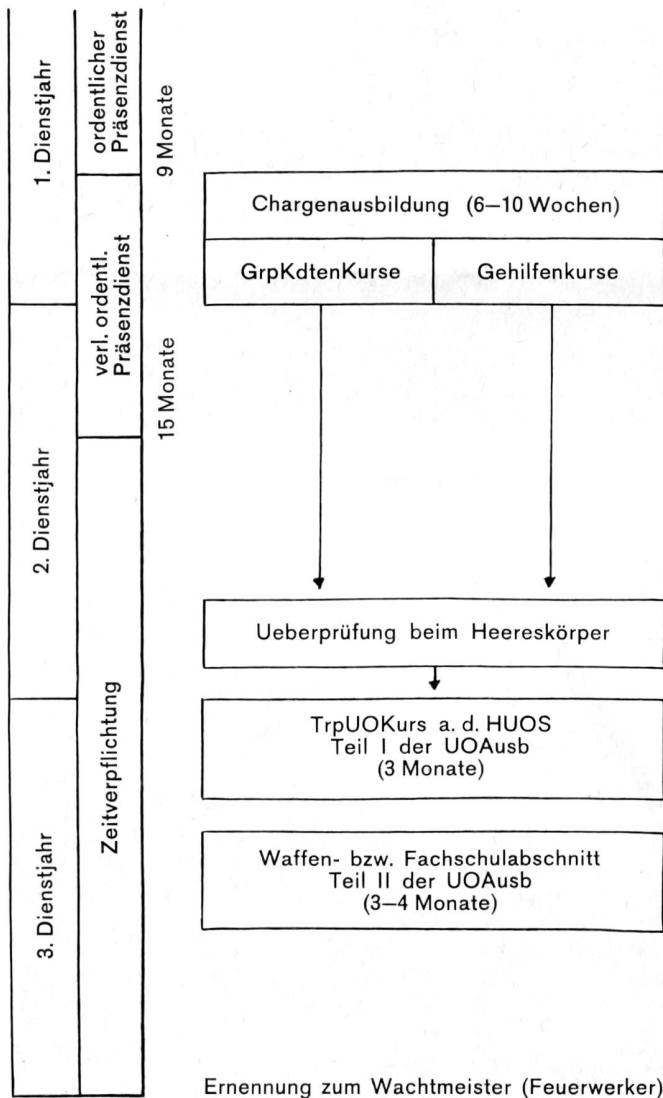 1. Dienstjahr
2. Dienstjahr
3. Dienstjahr
ordentlicher
Präsenzdienst
verl. ordentl.
Präsenzdienst
Zeitverpflichtung
9 Monate
15 Monate
Chargenausbildung (6–10 Wochen)
GrpKdtenKurse
Gehilfenkurse
Ueberprüfung beim Heereskörper
TrpUOKurs a. d. HUOS
Teil I der UOAusb
(3 Monate)
Waffen- bzw. Fachschulabschnitt
Teil II der UOAusb
(3–4 Monate)
Ernennung zum Wachtmeister (Feuerwerker)